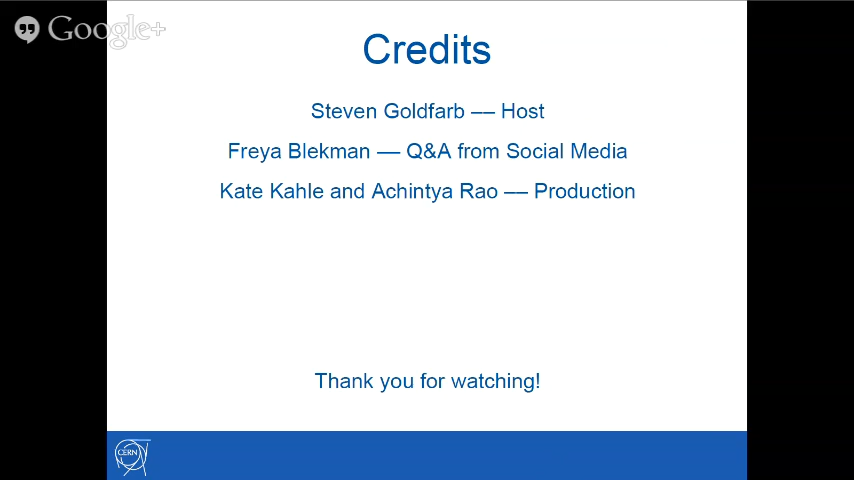 Google+
Credits
Steven Goldfarb –– Host
Freya Blekman –– Q&A from Social Media
Kate Kahle and Achintya Rao –– Production
Thank you for watching!
CERN